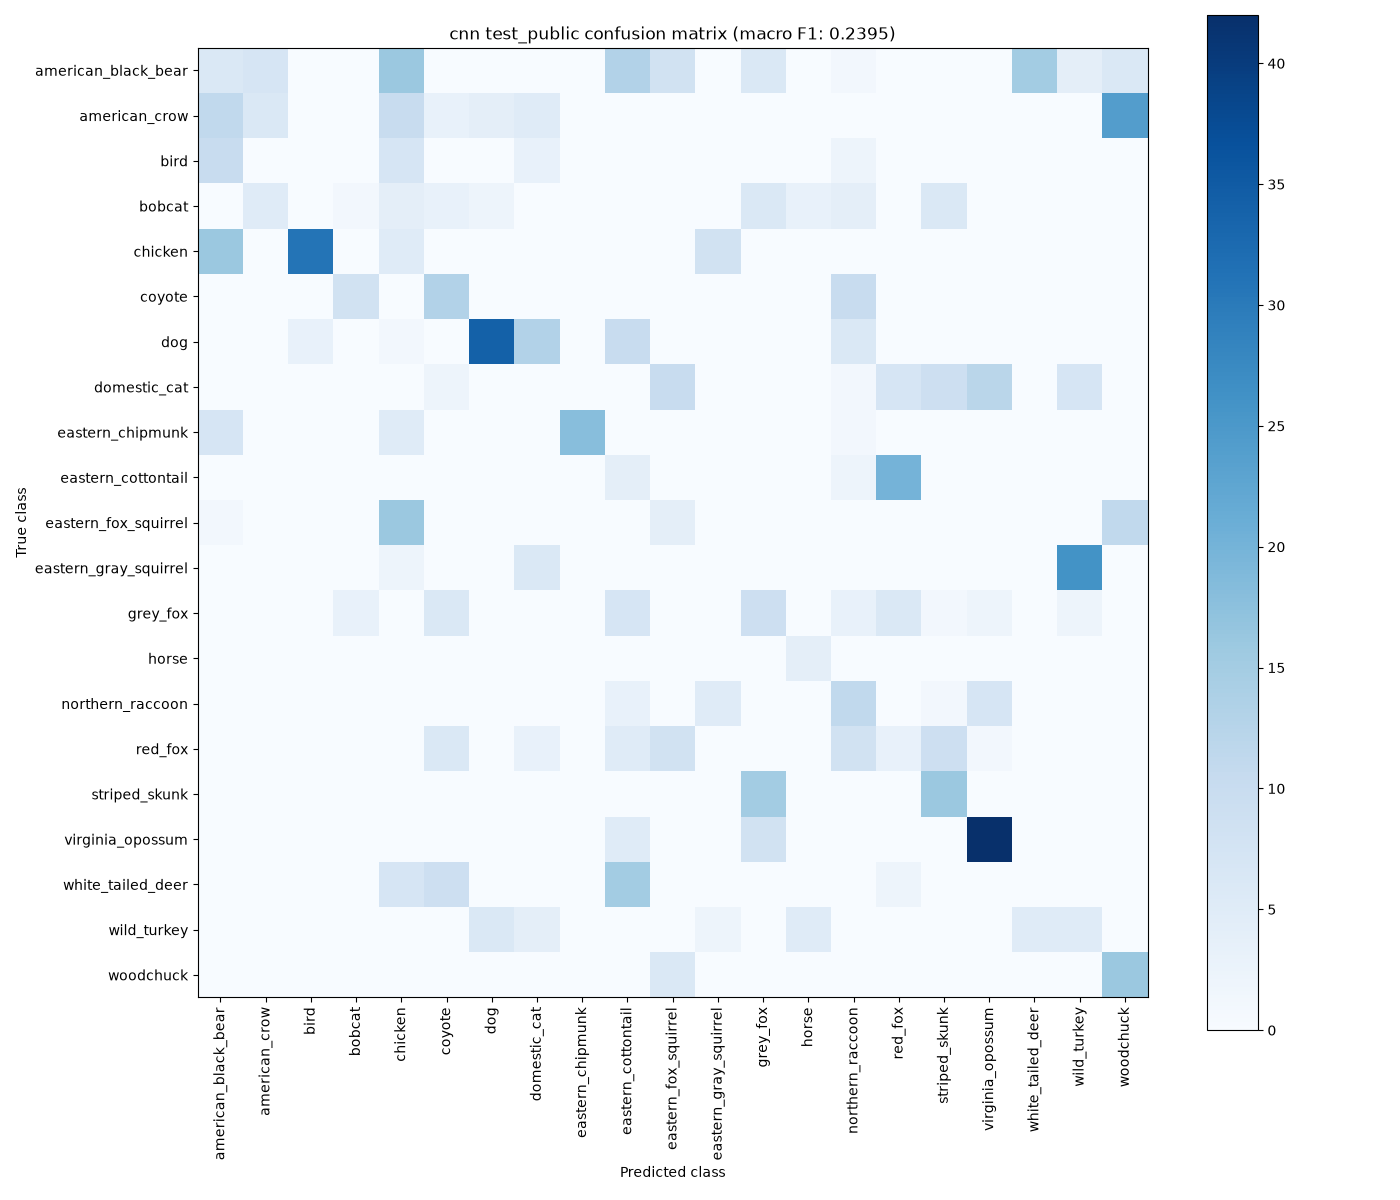 cnn test_public confusion matrix (macro F1: 0.2395)
american_black_bear
american_crow
bird
bobcat
chicken
coyote
dog
domestic_cat
eastern_chipmunk
eastern_cottontail
eastern_fox_squirrel
eastern_gray_squirrel
grey_fox
horse
northern_raccoon
red_fox
striped_skunk
virginia_opossum
white_tailed_deer
wild_turkey
woodchuck
True class
american_black_bear
american_crow
bird
bobcat
chicken
coyote
dog
domestic_cat
eastern_chipmunk
eastern_cottontail
eastern_fox_squirrel
eastern_gray_squirrel
grey_fox
horse
northern_raccoon
red_fox
striped_skunk
virginia_opossum
white_tailed_deer
wild_turkey
woodchuck
Predicted class
40
35
30
25
20
15
10
5
0